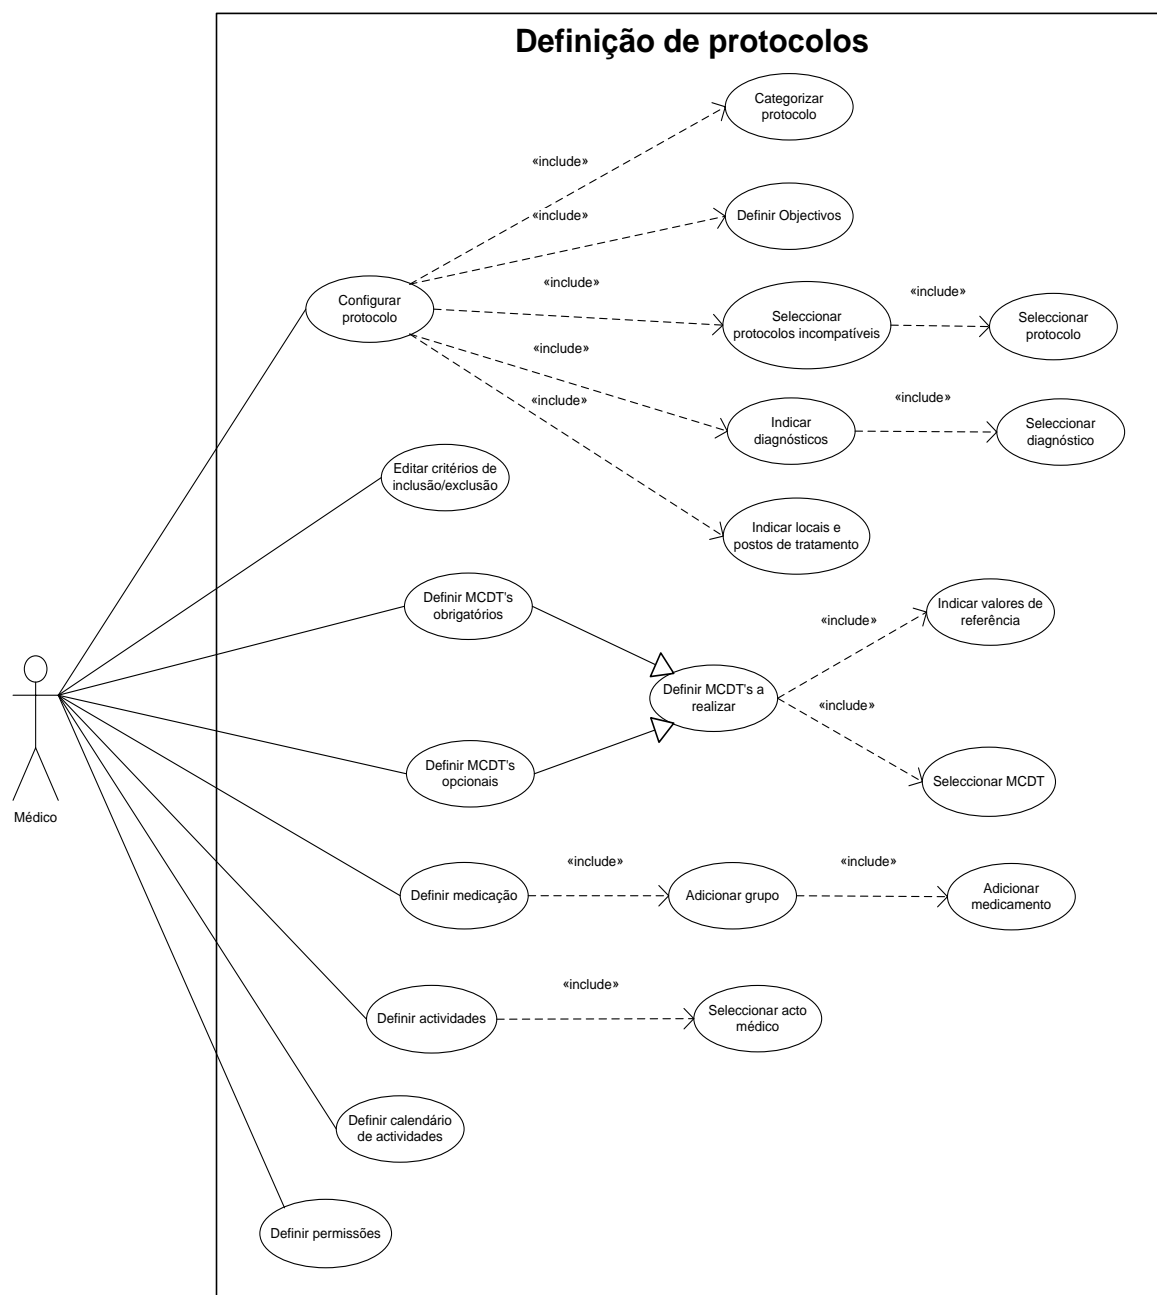 Definição de protocolos
Categorizar
protocolo
«include»
«include»
Definir Objectivos
Configurar
protocolo
«include»
Seleccionar
protocolos incompatíveis
«include»
Seleccionar
protocolo
«include»
Indicar
diagnósticos
«include»
Seleccionar
diagnóstico
«include»
Editar critérios de
inclusão/exclusão
Indicar locais e
postos de tratamento
Definir MCDT's
obrigatórios
Indicar valores de
referência
«include»
Definir MCDT's a
realizar
«include»
Definir MCDT's
opcionais
Seleccionar MCDT
Médico
Definir medicação
«include»
Adicionar grupo
«include»
Adicionar
medicamento
Definir actividades
«include»
Seleccionar acto
médico
Definir calendário
de actividades
Definir permissões